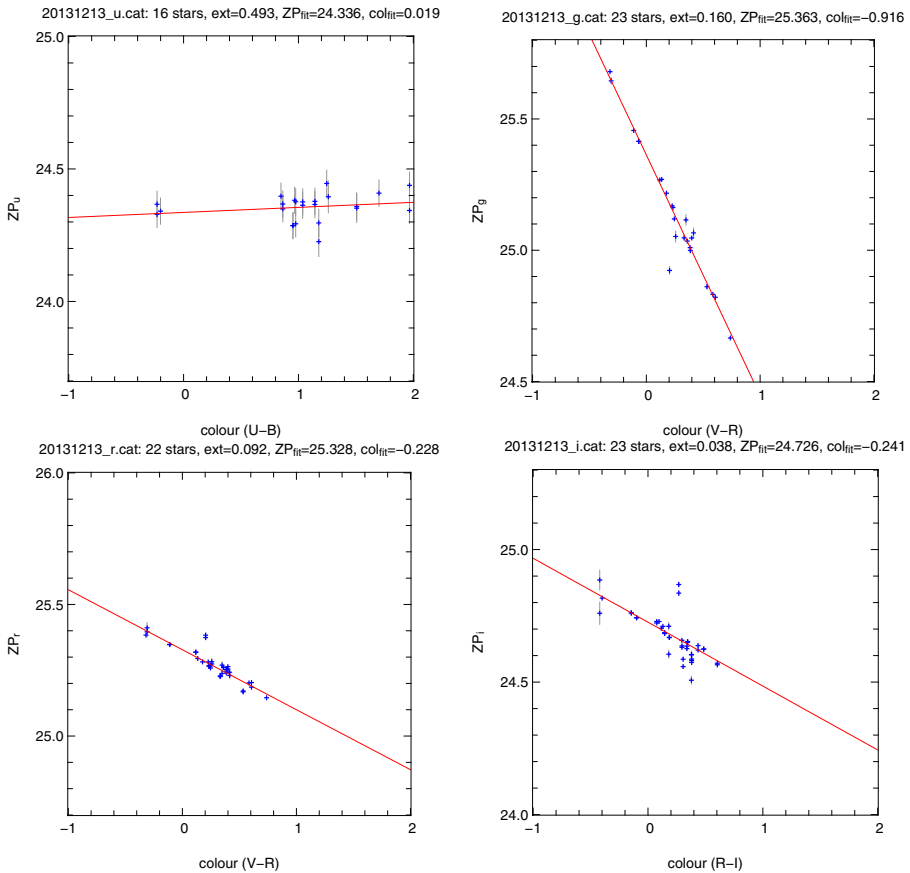 20131213_u.cat: 16 stars, ext=0.493, ZPfit=24.336, colfit=0.019
25.0
24.5
24.0
ZPu
−1
0
1
2
colour (U−B)
20131213_g.cat: 23 stars, ext=0.160, ZPfit=25.363, colfit=−0.916
25.5
25.0
24.5
ZPg
−1
0
1
2
colour (V−R)
20131213_r.cat: 22 stars, ext=0.092, ZPfit=25.328, colfit=−0.228
26.0
25.5
25.0
ZPr
−1
0
1
2
colour (V−R)
20131213_i.cat: 23 stars, ext=0.038, ZPfit=24.726, colfit=−0.241
25.0
24.5
24.0
ZPi
−1
0
1
2
colour (R−I)